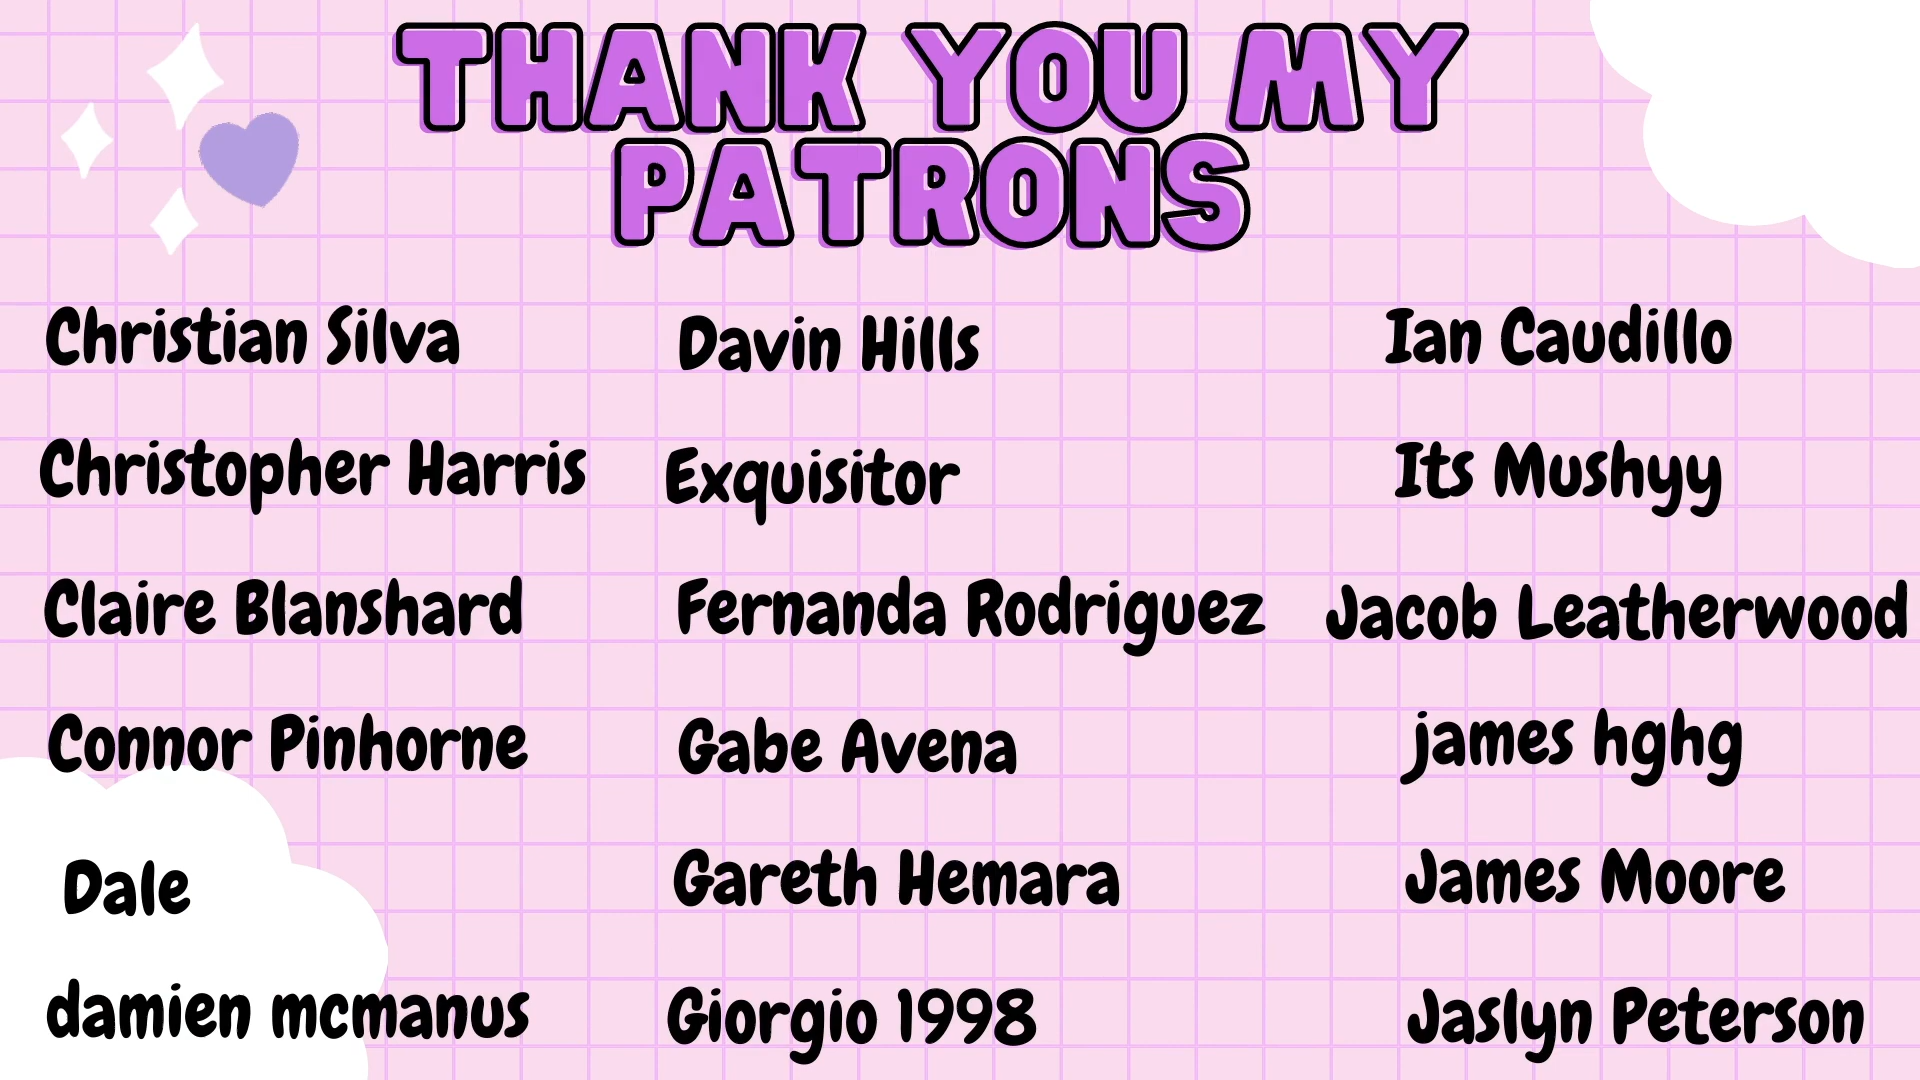 THANK YOU MY
PATRONS
Christian Silva
Christopher Harris
Claire Blanshard
Connor Pinhorne
Dale
damien mcmanus
Davin Hills
Exquisitor
Fernanda Rodriguez
Gabe Avena
Gareth Hemara
Giorgio 1998
Ian Caudillo
Its Mushyy
Jacob Leatherwood
james hghg
James Moore
Jaslyn Peterson